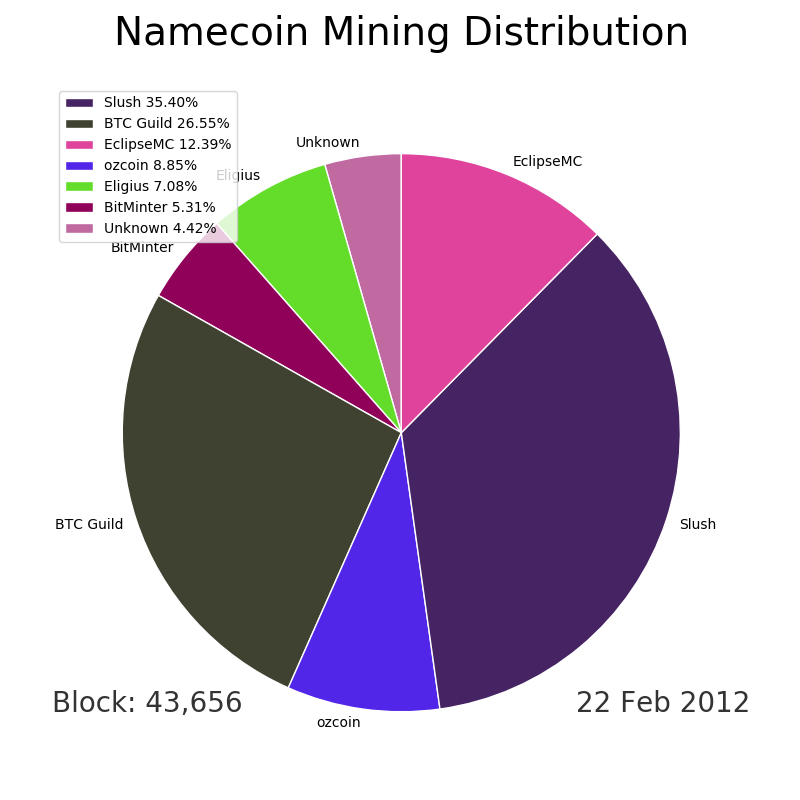 Namecoin Mining Distribution
Slush 35.40%
BTC Guild 26.55%
EclipseMC 12.39%
ozcoin 8.85%
Eligius 7.08%
BitMinter 5.31%
Unknown 4.42%
Unknown
EclipseMC
Eligius
BitMinter
BTC Guild
Slush
ozcoin
Block: 43,656
22 Feb 2012